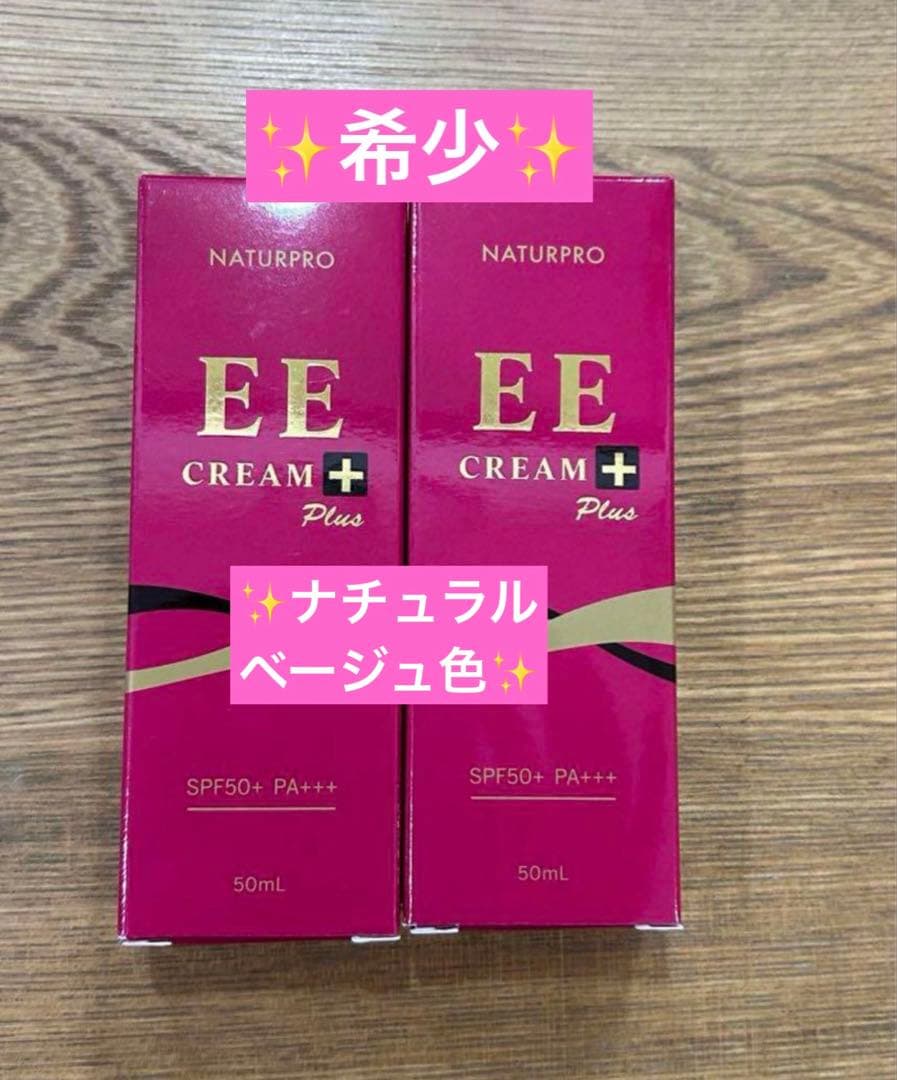 ✨希少✨
NATURPRO
EE
CREAM +
Plus
NATURPRO
EE
CREAM +
Plus
✨ナチュラル
ベージュ色✨
SPF50+ PA+++
50mL
SPF50+ PA+++
50mL